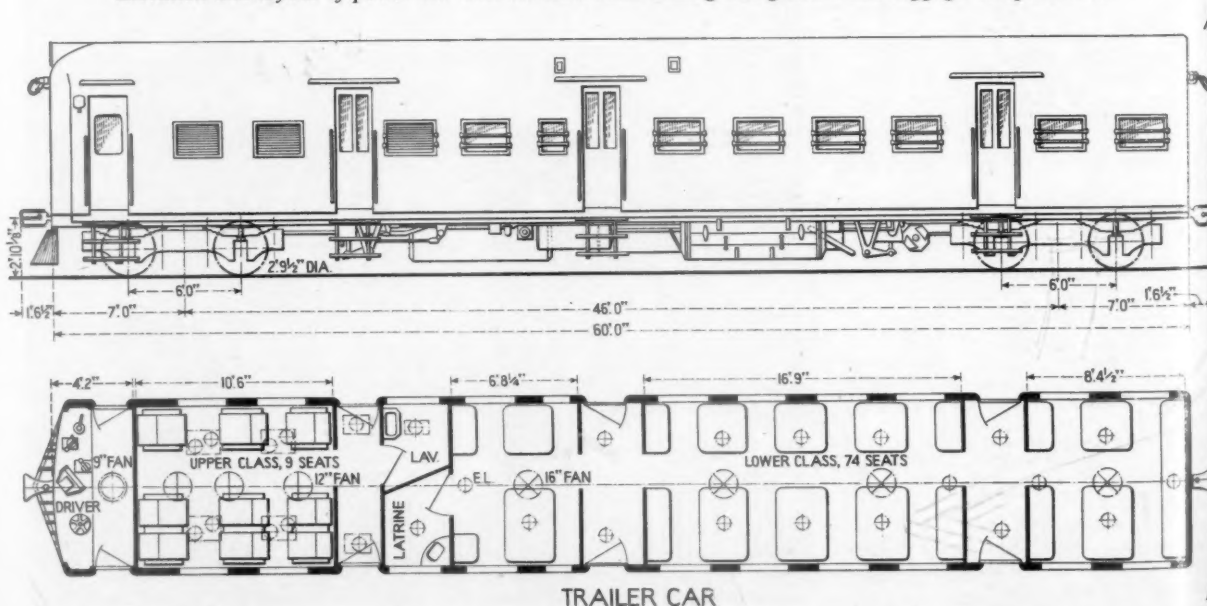 2'.10⅛"
2'.9½" DIA.
6'.0"
6'.0"
1'.6½"
7'.0"
46'.0"
7'.0"
1'.6½"
60'.0"
4'.2"
10'.6"
6'.8¼"
16'.9"
8'.4½"
9" FAN
UPPER CLASS, 9 SEATS
12" FAN
LAV.
E.L.
16" FAN
LOWER CLASS, 74 SEATS
DRIVER
LATRINE
TRAILER CAR